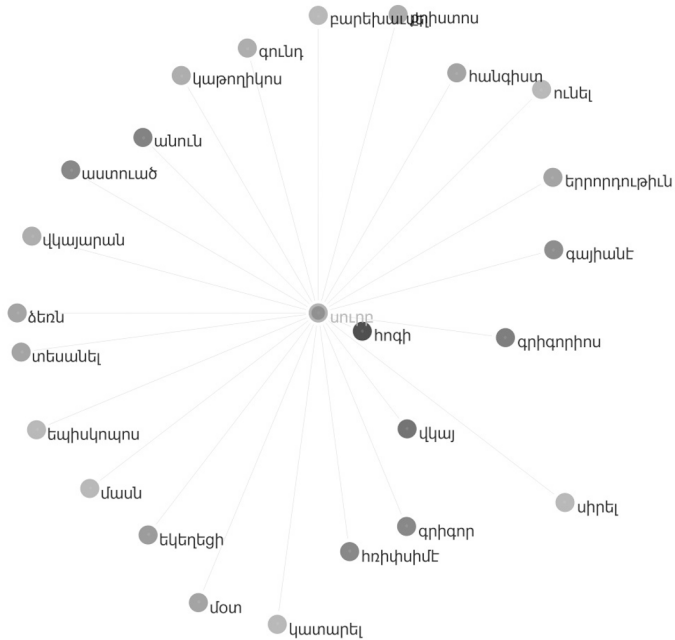 բարեխաւսել
քրիստոս
գունդ
կաթողիկոս
հանգիստ
ունել
անուն
աստուած
երրորդութիւն
վկայարան
գայիանէ
ձեռն
սուրբ
հոգի
գրիգորիոս
տեսանել
եպիսկոպոս
վկայ
մասն
սիրել
եկեղեցի
գրիգոր
հռիփսիմէ
մօտ
կատարել